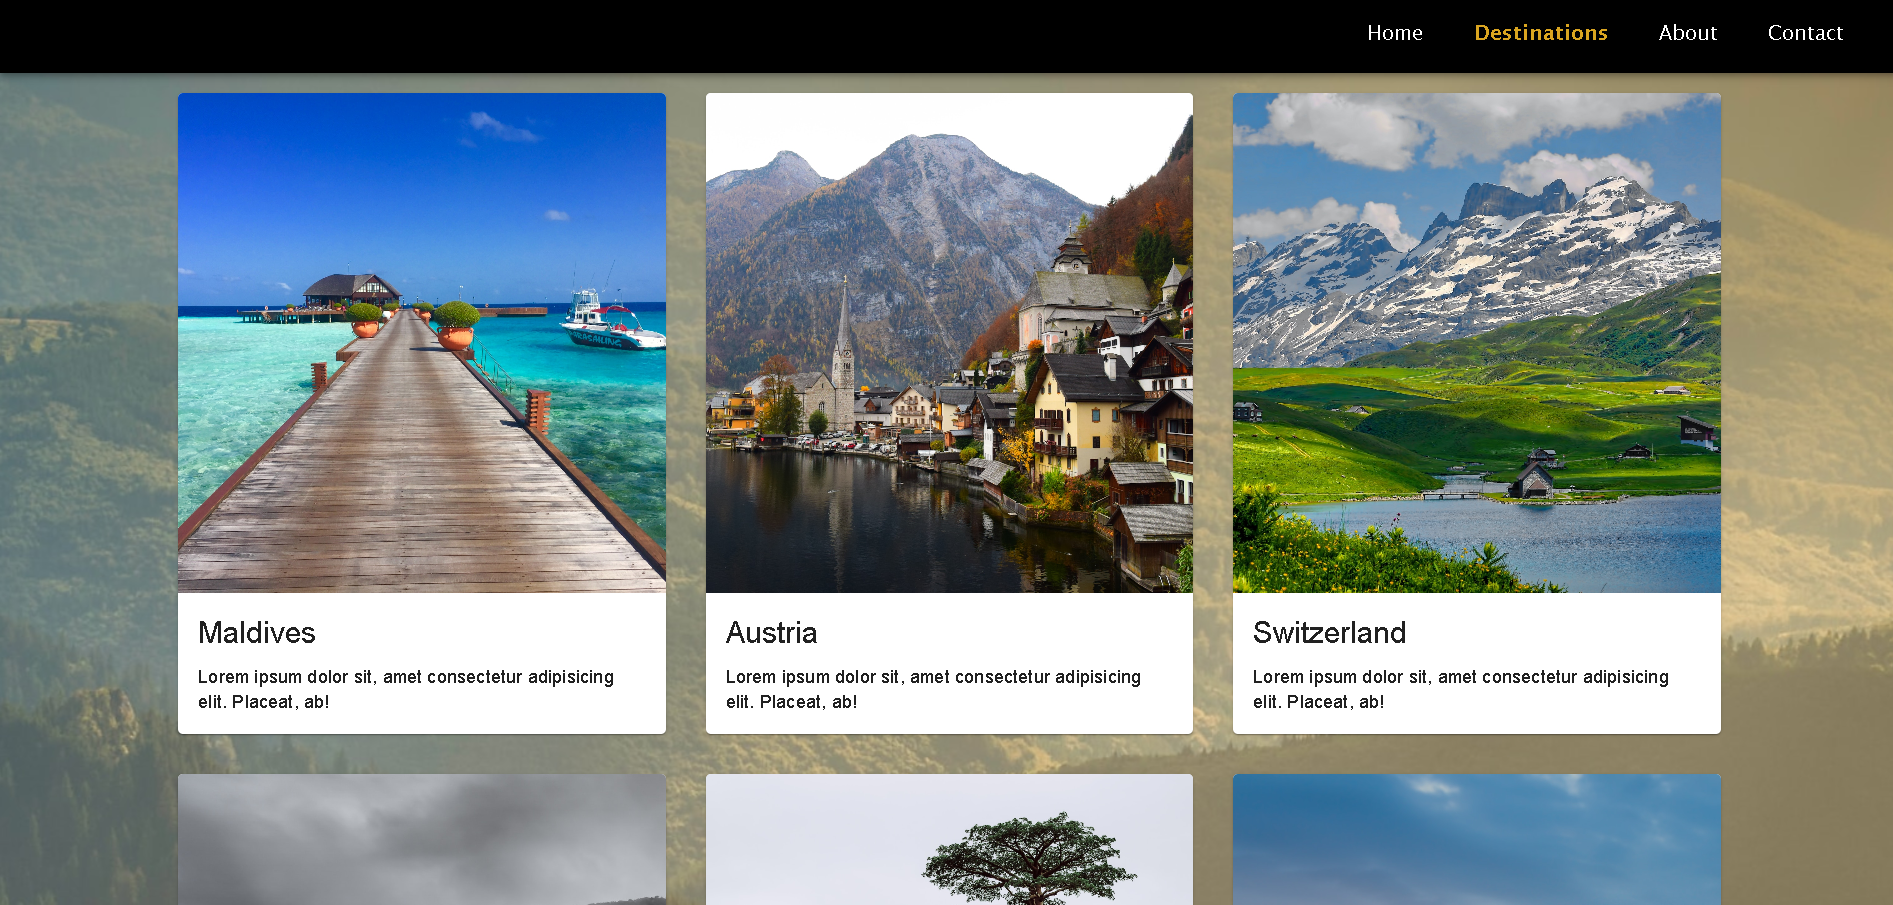 Home Destinations About Contact
Maldives
Lorem ipsum dolor sit, amet consectetur adipisicing
elit. Placeat, ab!
Austria
Lorem ipsum dolor sit, amet consectetur adipisicing
elit. Placeat, ab!
Switzerland
Lorem ipsum dolor sit, amet consectetur adipisicing
elit. Placeat, ab!